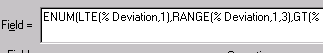 Field = ENUM(LTE(% Deviation,1),RANGE(% Deviation,1,3),GT(%